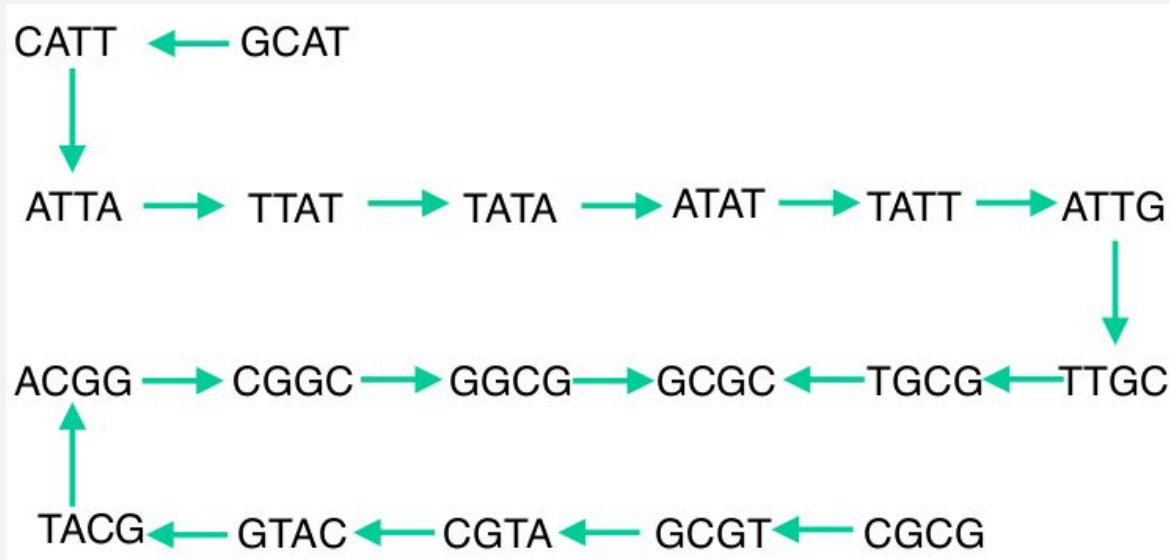 CATT GCAT
ATTA TTAT TATA ATAT TATT ATTG
ACGG CGGC GGCG GCGC TGCG TTGC
TACG GTAC CGTA GCGT CGCG